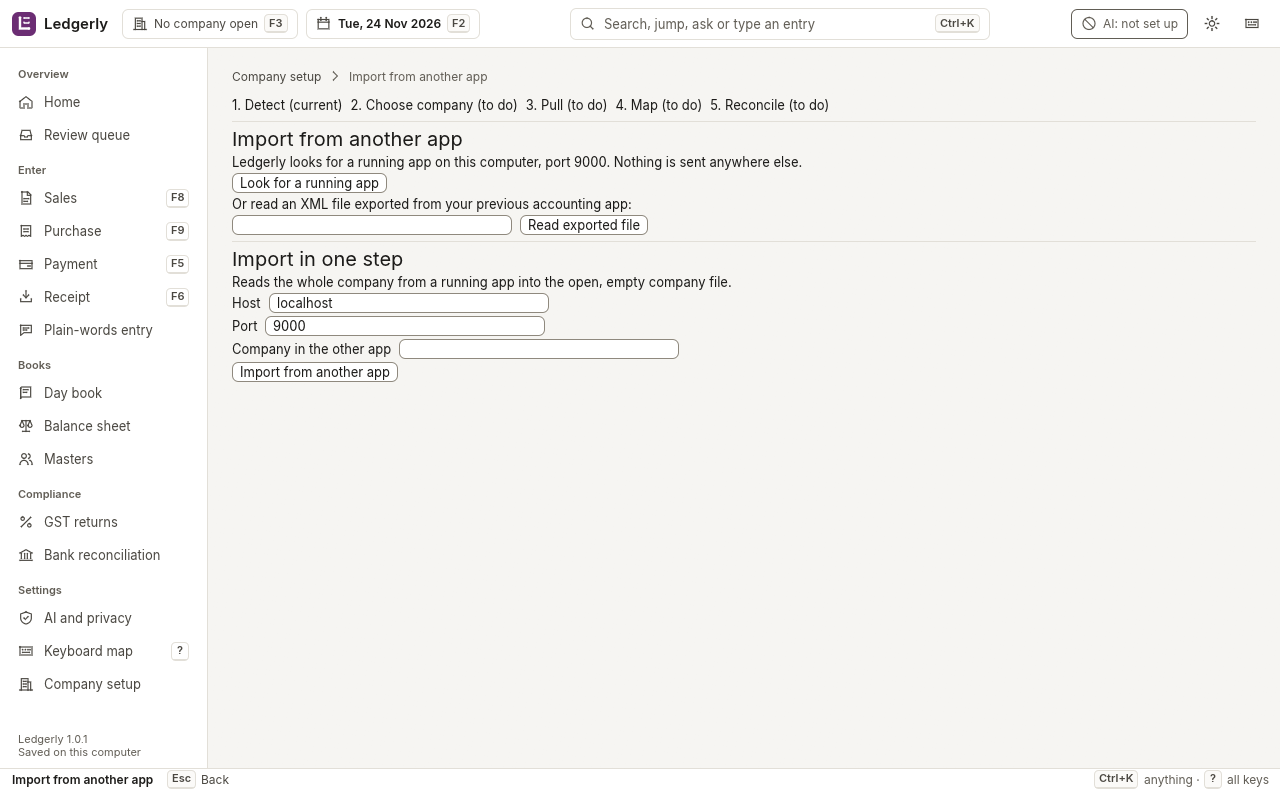 Ledgerly
No company open F3
Tue, 24 Nov 2026 F2
Search, jump, ask or type an entry Ctrl+K
AI: not set up
Overview
Home
Review queue
Enter
Sales F8
Purchase F9
Payment F5
Receipt F6
Plain-words entry
Books
Day book
Balance sheet
Masters
Compliance
GST returns
Bank reconciliation
Settings
AI and privacy
Keyboard map ?
Company setup
Ledgerly 1.0.1
Saved on this computer
Company setup Import from another app
1. Detect (current) 2. Choose company (to do) 3. Pull (to do) 4. Map (to do) 5. Reconcile (to do)
Import from another app
Ledgerly looks for a running app on this computer, port 9000. Nothing is sent anywhere else.
Look for a running app
Or read an XML file exported from your previous accounting app:
Read exported file
Import in one step
Reads the whole company from a running app into the open, empty company file.
Host localhost
Port 9000
Company in the other app
Import from another app
Import from another app Esc Back
Ctrl+K anything · ? all keys